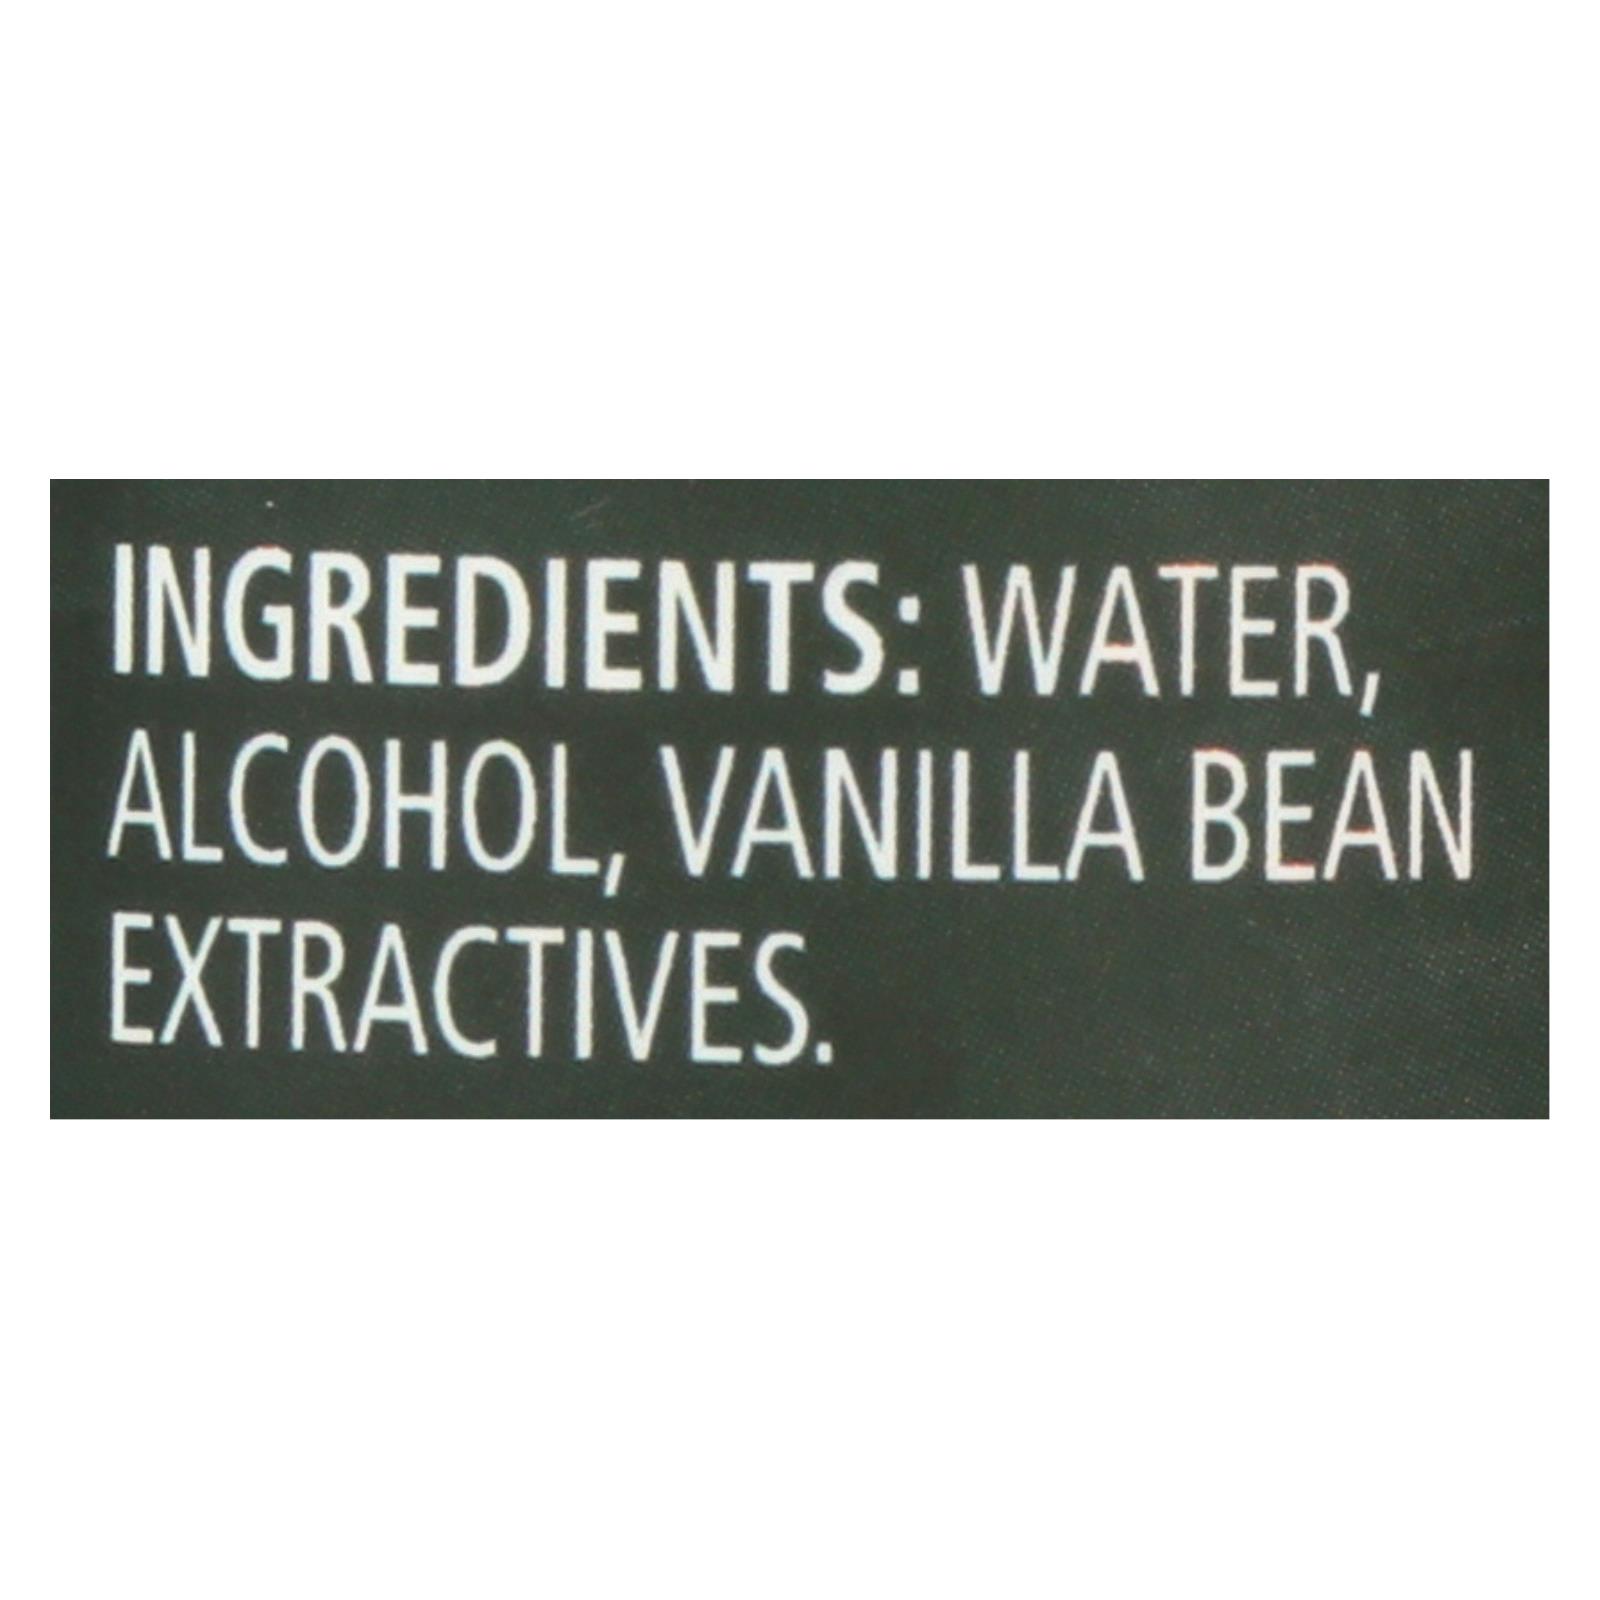 INGREDIENTS: WATER,
ALCOHOL, VANILLA BEAN
EXTRACTIVES.